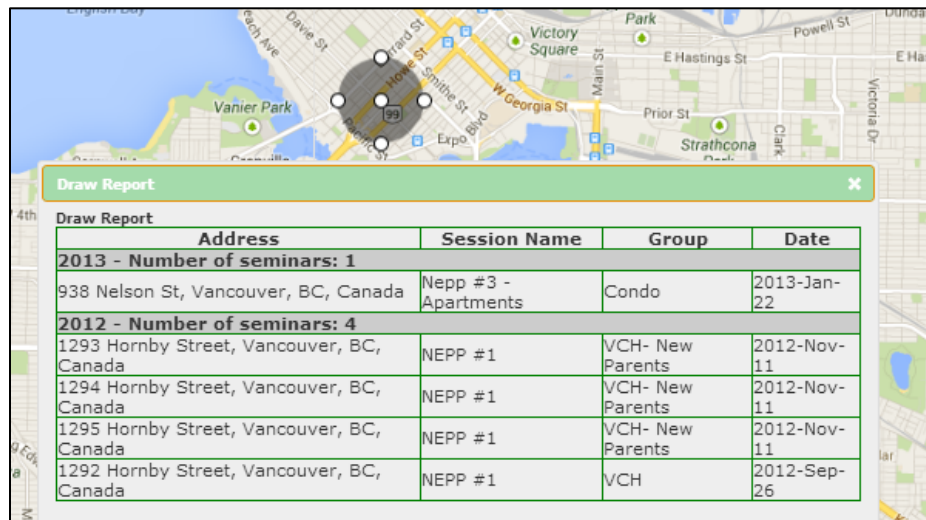 English Bay
Beach Ave
Davie St
Burrard St
Howe St
Smithe St
Victory
Square
W Georgia St
Main St
Park
E Hastings St
Powell St
Dunda
E Ha
Victoria Dr
Vanier Park
99
Pacific St
Expo Blvd
Prior St
Strathcona
Park
Clark
Granville
4th
Draw Report
Draw Report
Address Session Name Group Date
2013 - Number of seminars: 1
938 Nelson St, Vancouver, BC, Canada Nepp #3 - Condo 2013-Jan-
Apartments 22
2012 - Number of seminars: 4
1293 Hornby Street, Vancouver, BC, NEPP #1 VCH- New 2012-Nov-
Canada Parents 11
1294 Hornby Street, Vancouver, BC, NEPP #1 VCH- New 2012-Nov-
Canada Parents 11
1295 Hornby Street, Vancouver, BC, NEPP #1 VCH- New 2012-Nov-
Canada Parents 11
1292 Hornby Street, Vancouver, BC, NEPP #1 VCH 2012-Sep-
Canada 26